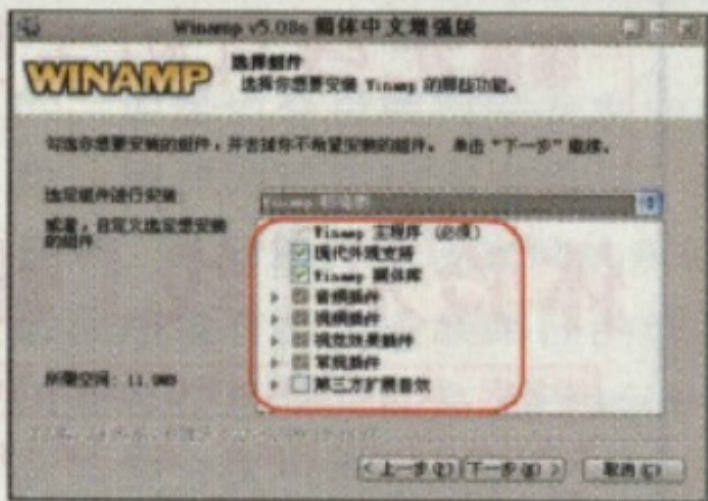 Winamp v5.08e 简体中文增强版
WINAMP
选择组件
选择你想要安装 Winamp 的那些功能。
勾选你想要安装的组件，并去掉你不希望安装的组件。 单击“下一步”继续。
选定组件进行安装:
Winamp
或者，自定义选定想安装的组件:
Winamp 主程序 (必须)
现代外观支持
Winamp 媒体库
音频插件
视频插件
视觉效果插件
常规插件
第三方扩展音效
所需空间: 11.9MB
< 上一步(P)
下一步(N) >
取消(C)